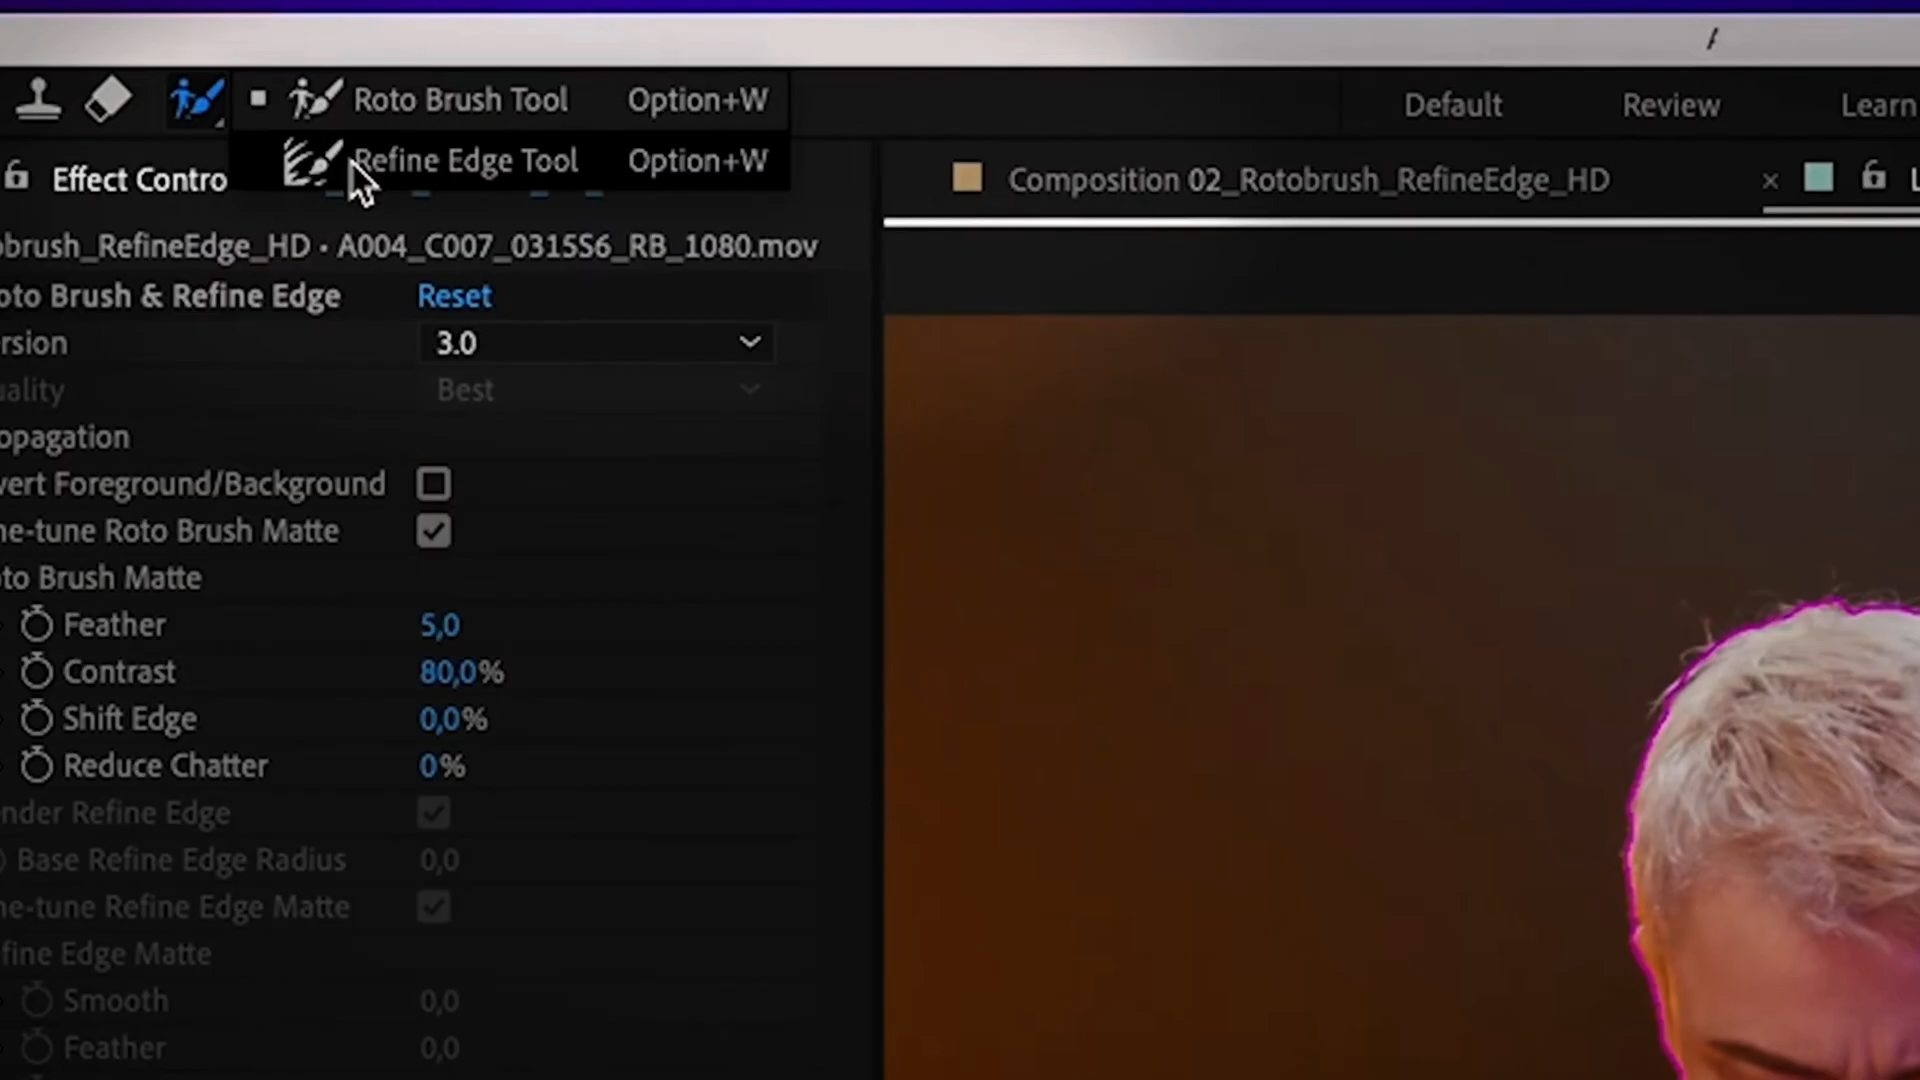 Roto Brush Tool Option+W
Refine Edge Tool Option+W
Default Review Learn
Effect Contro
Composition 02_Rotobrush_RefineEdge_HD
obrush_RefineEdge_HD • A004_C007_0315S6_RB_1080.mov
oto Brush & Refine Edge Reset
rsion 3.0
uality Best
opagation
vert Foreground/Background
ne-tune Roto Brush Matte
oto Brush Matte
Feather 5,0
Contrast 80,0%
Shift Edge 0,0%
Reduce Chatter 0%
ender Refine Edge
Base Refine Edge Radius 0,0
ne-tune Refine Edge Matte
fine Edge Matte
Smooth 0,0
Feather 0,0